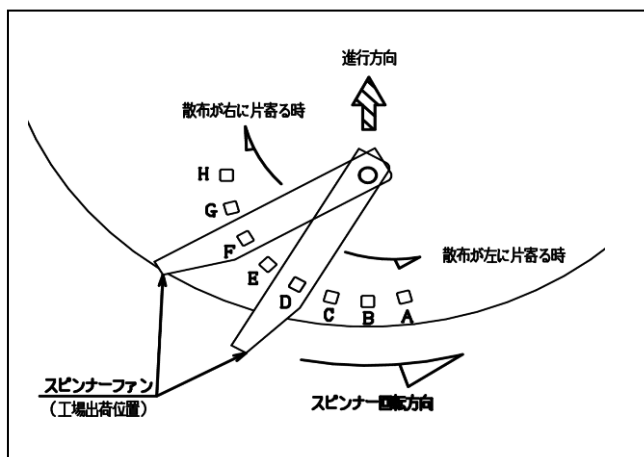 進行方向
散布が右に片寄る時
H
G
F
E
D
C
B
A
散布が左に片寄る時
スピンナーファン
(工場出荷位置)
スピンナー回転方向